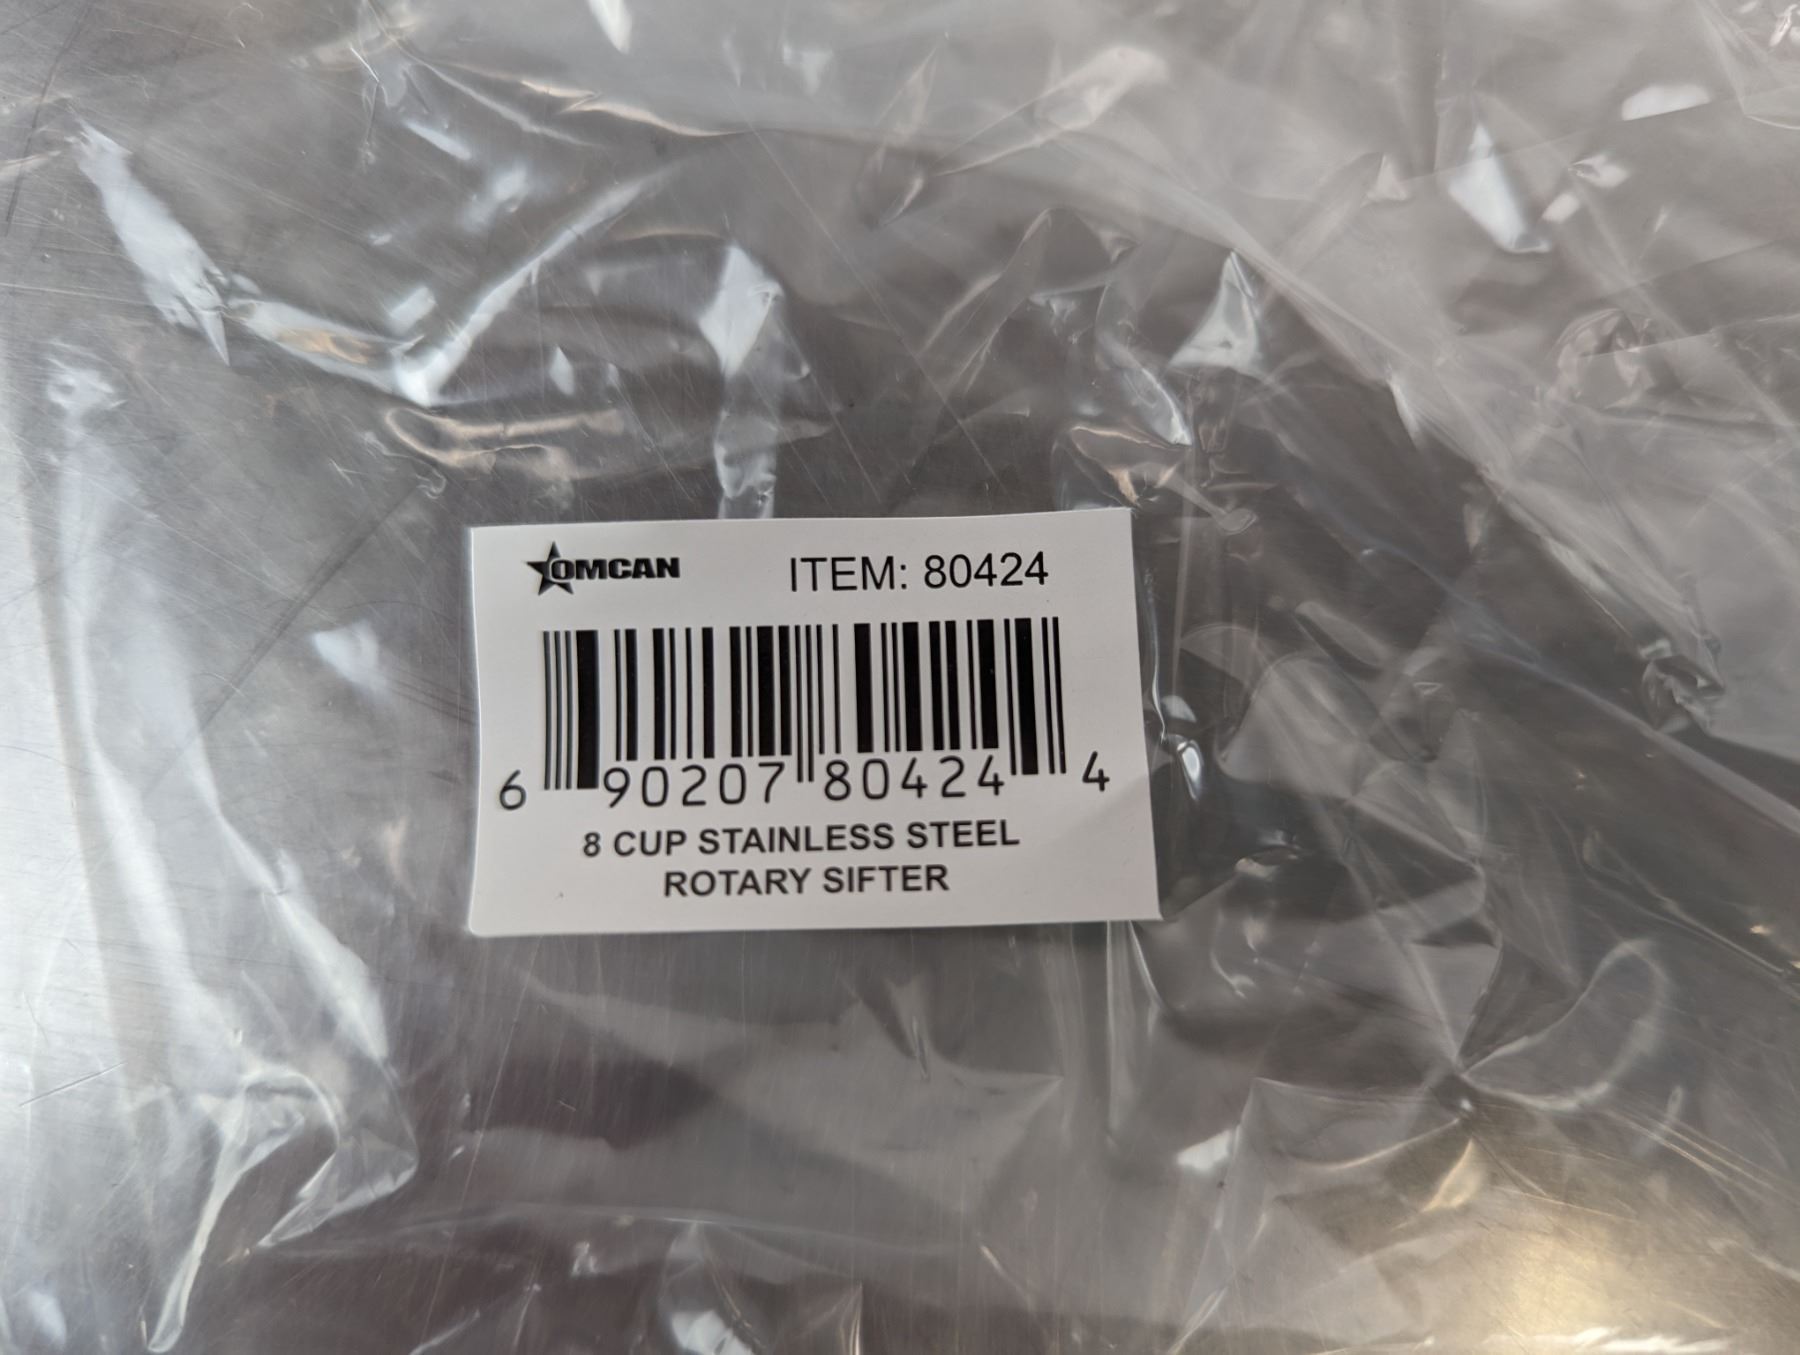 OMCAN ITEM: 80424
6 90207 80424 4
8 CUP STAINLESS STEEL
ROTARY SIFTER